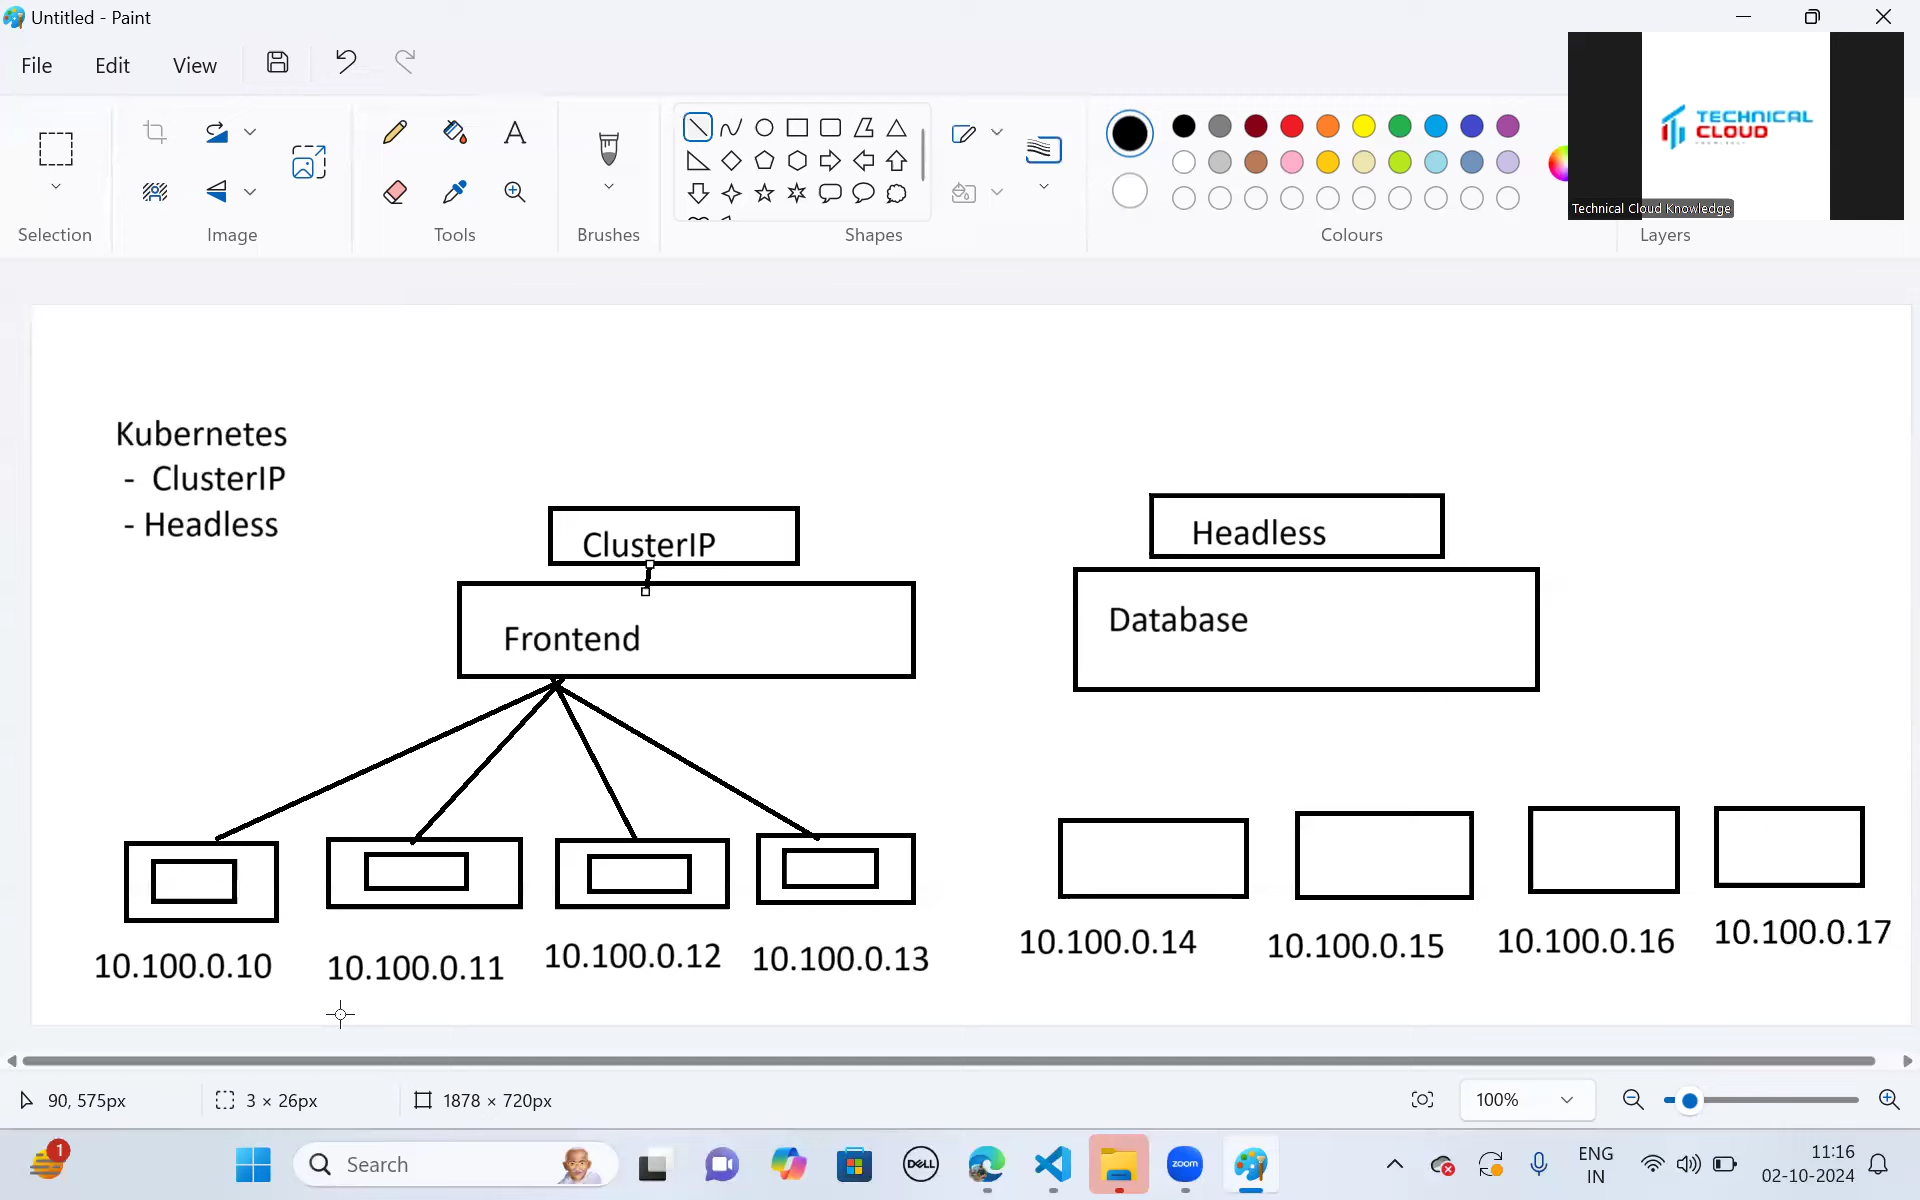 Untitled - Paint
File Edit View
TECHNICAL
CLOUD
Technical Cloud Knowledge
Selection Image Tools Brushes Shapes Colours Layers
Kubernetes
- ClusterIP
- Headless
ClusterIP
Headless
Frontend
Database
10.100.0.10 10.100.0.11 10.100.0.12 10.100.0.13 10.100.0.14 10.100.0.15 10.100.0.16 10.100.0.17
90, 575px 3 × 26px 1878 × 720px 100%
1
Search
DELL
zoom
ENG
IN
11:16
02-10-2024